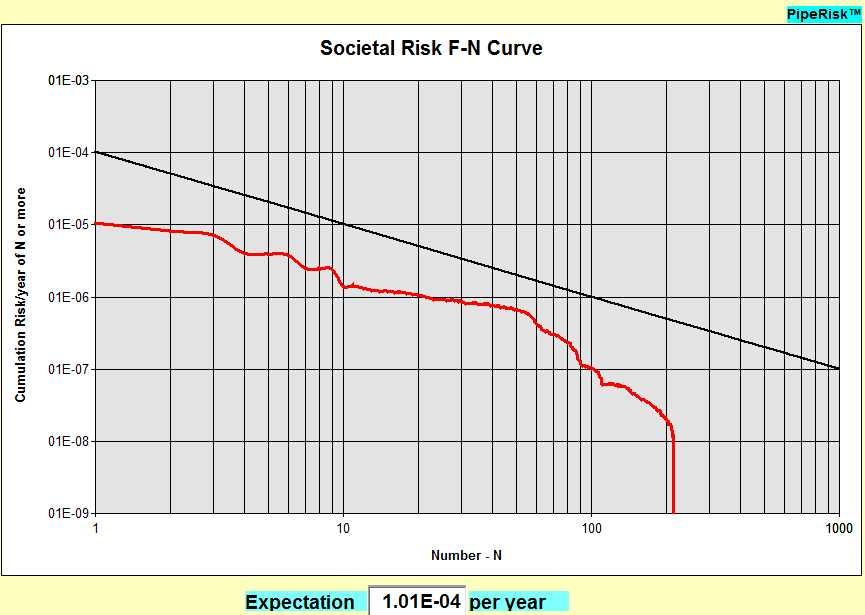 PipeRisk™
Societal Risk F-N Curve
01E-03
01E-04
01E-05
01E-06
01E-07
01E-08
01E-09
Cumulation Risk/year of N or more
1 10 100 1000
Number - N
Expectation 1.01E-04 per year